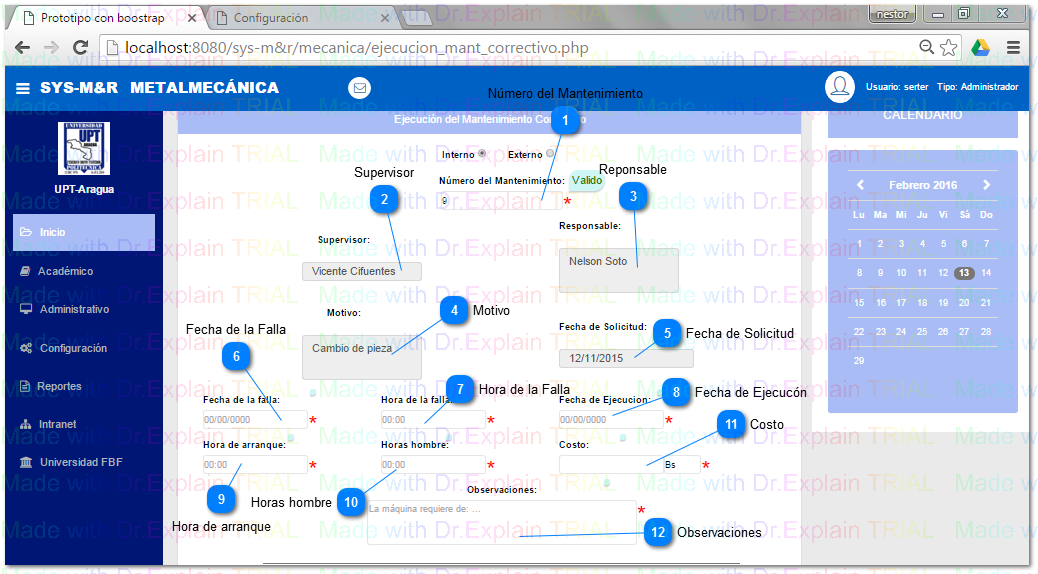 Prototipo con boostrap
Configuración
nestor
localhost:8080/sys-m&r/mecanica/ejecucion_mant_correctivo.php
SYS-M&R METALMECÁNICA
Usuario: serter Tipo: Administrador
Made with Dr.Explain TRIAL
UNIVERSIDAD
UPT
ARAGUA
UPT-Aragua
Inicio
Académico
Administrativo
Configuración
Reportes
Intranet
Universidad FBF
Número del Mantenimiento
1
Ejecución del Mantenimiento Co
Interno Externo
Supervisor
2
Número del Mantenimiento: Valido
9 *
Reponsable
3
Supervisor:
Vicente Cifuentes
Responsable:
Nelson Soto
Motivo:
Cambio de pieza
4 Motivo
Fecha de Solicitud:
12/11/2015
5 Fecha de Solicitud
Fecha de la Falla
6
7 Hora de la Falla
8 Fecha de Ejecucón
Fecha de la falla:
00/00/0000 *
Hora de la falla:
00:00 *
Fecha de Ejecucion:
00/00/0000 *
11 Costo
Hora de arranque:
00:00 *
Horas hombre:
00:00 *
Costo:
Bs *
9
Hora de arranque
Horas hombre 10
Observaciones:
La máquina requiere de: ... *
12 Observaciones
CALENDARIO
Febrero 2016
Lu Ma Mi Ju Vi Sá Do
1 2 3 4 5 6 7
8 9 10 11 12 13 14
15 16 17 18 19 20 21
22 23 24 25 26 27 28
29